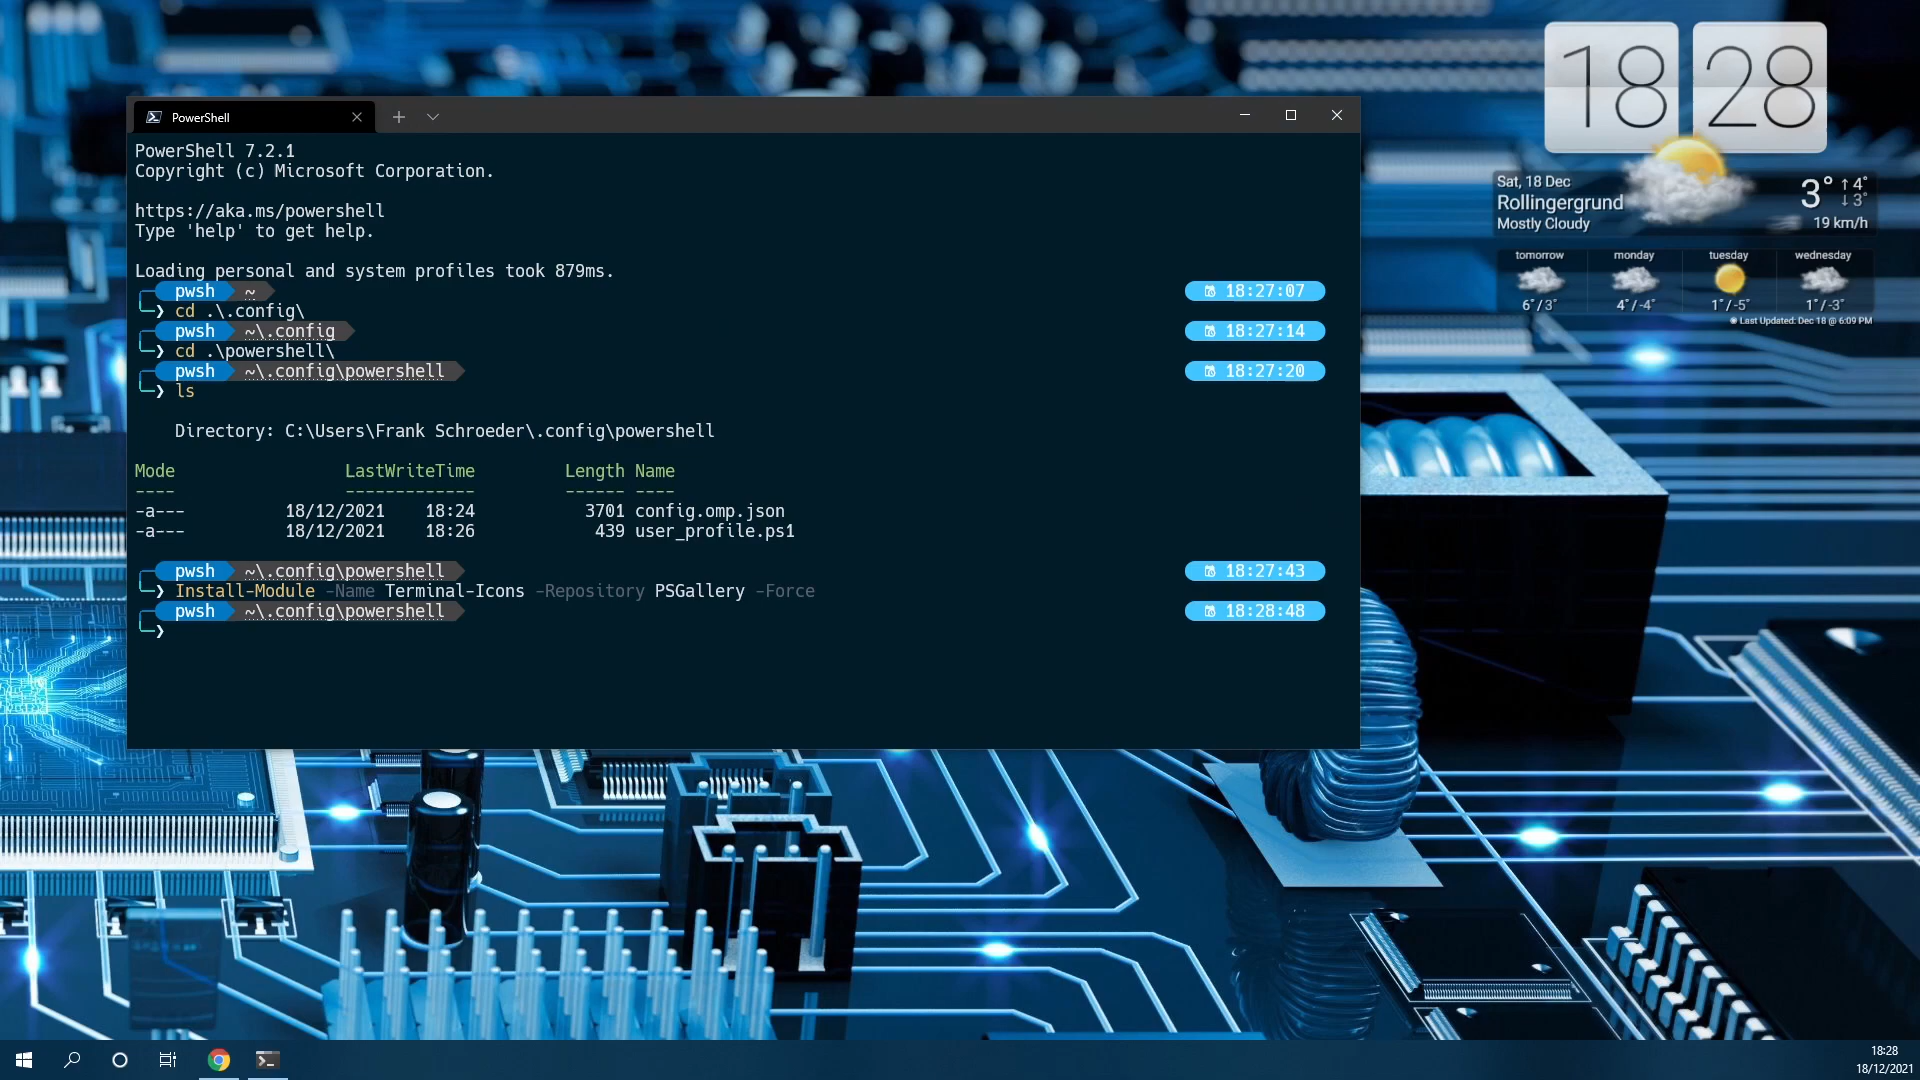 PowerShell
PowerShell 7.2.1
Copyright (c) Microsoft Corporation.
https://aka.ms/powershell
Type 'help' to get help.
Loading personal and system profiles took 879ms.
pwsh ~ 18:27:07
❯ cd .\.config\
pwsh ~\.config 18:27:14
❯ cd .\powershell\
pwsh ~\.config\powershell 18:27:20
❯ ls
Directory: C:\Users\Frank Schroeder\.config\powershell
Mode LastWriteTime Length Name
---- ------------- ------ ----
-a--- 18/12/2021 18:24 3701 config.omp.json
-a--- 18/12/2021 18:26 439 user_profile.ps1
pwsh ~\.config\powershell 18:27:43
❯ Install-Module -Name Terminal-Icons -Repository PSGallery -Force
pwsh ~\.config\powershell 18:28:48
❯
18 28
Sat, 18 Dec
Rollingergrund
Mostly Cloudy
3° ↑4°
↓3°
19 km/h
tomorrow monday tuesday wednesday
6°/3° 4°/-4° 1°/-5° 1°/-3°
Last Updated: Dec 18 @ 6:09 PM
18:28
18/12/2021